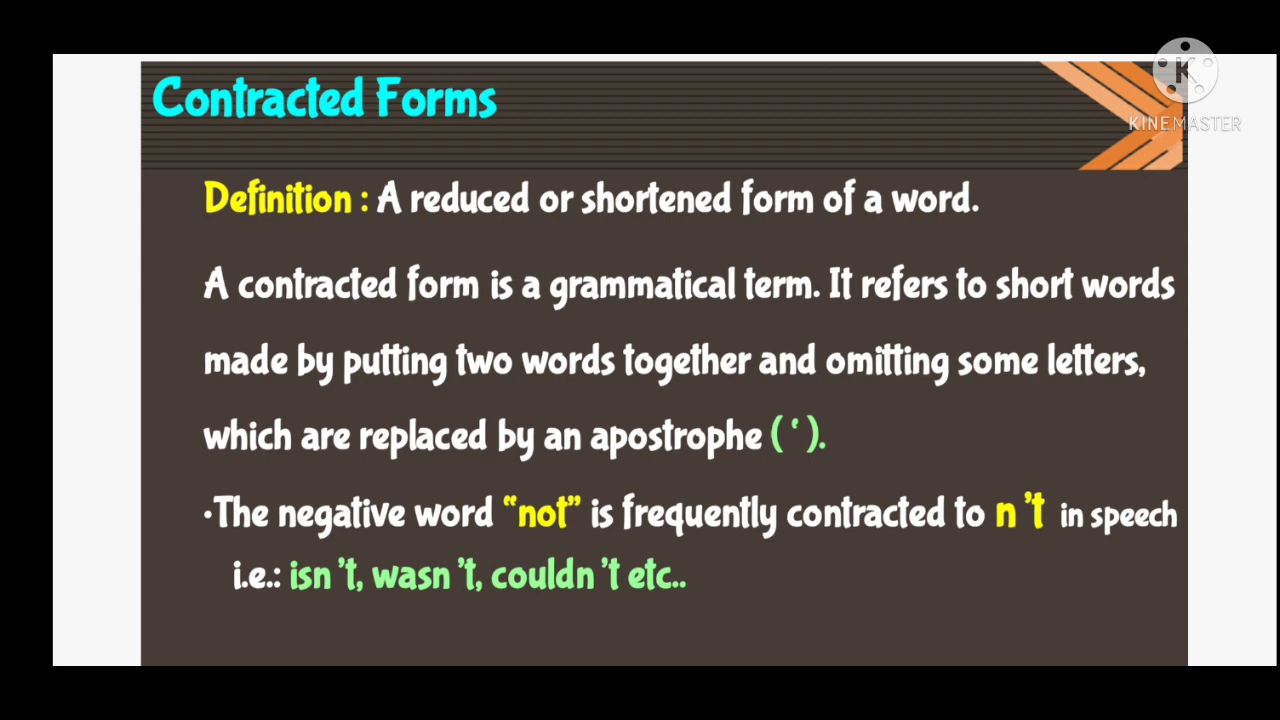 Contracted Forms
K
KINEMASTER
Definition : A reduced or shortened form of a word.
A contracted form is a grammatical term. It refers to short words
made by putting two words together and omitting some letters,
which are replaced by an apostrophe ( ‘ ).
•The negative word “not” is frequently contracted to n ’t in speech
i.e.: isn ’t, wasn ’t, couldn ’t etc..